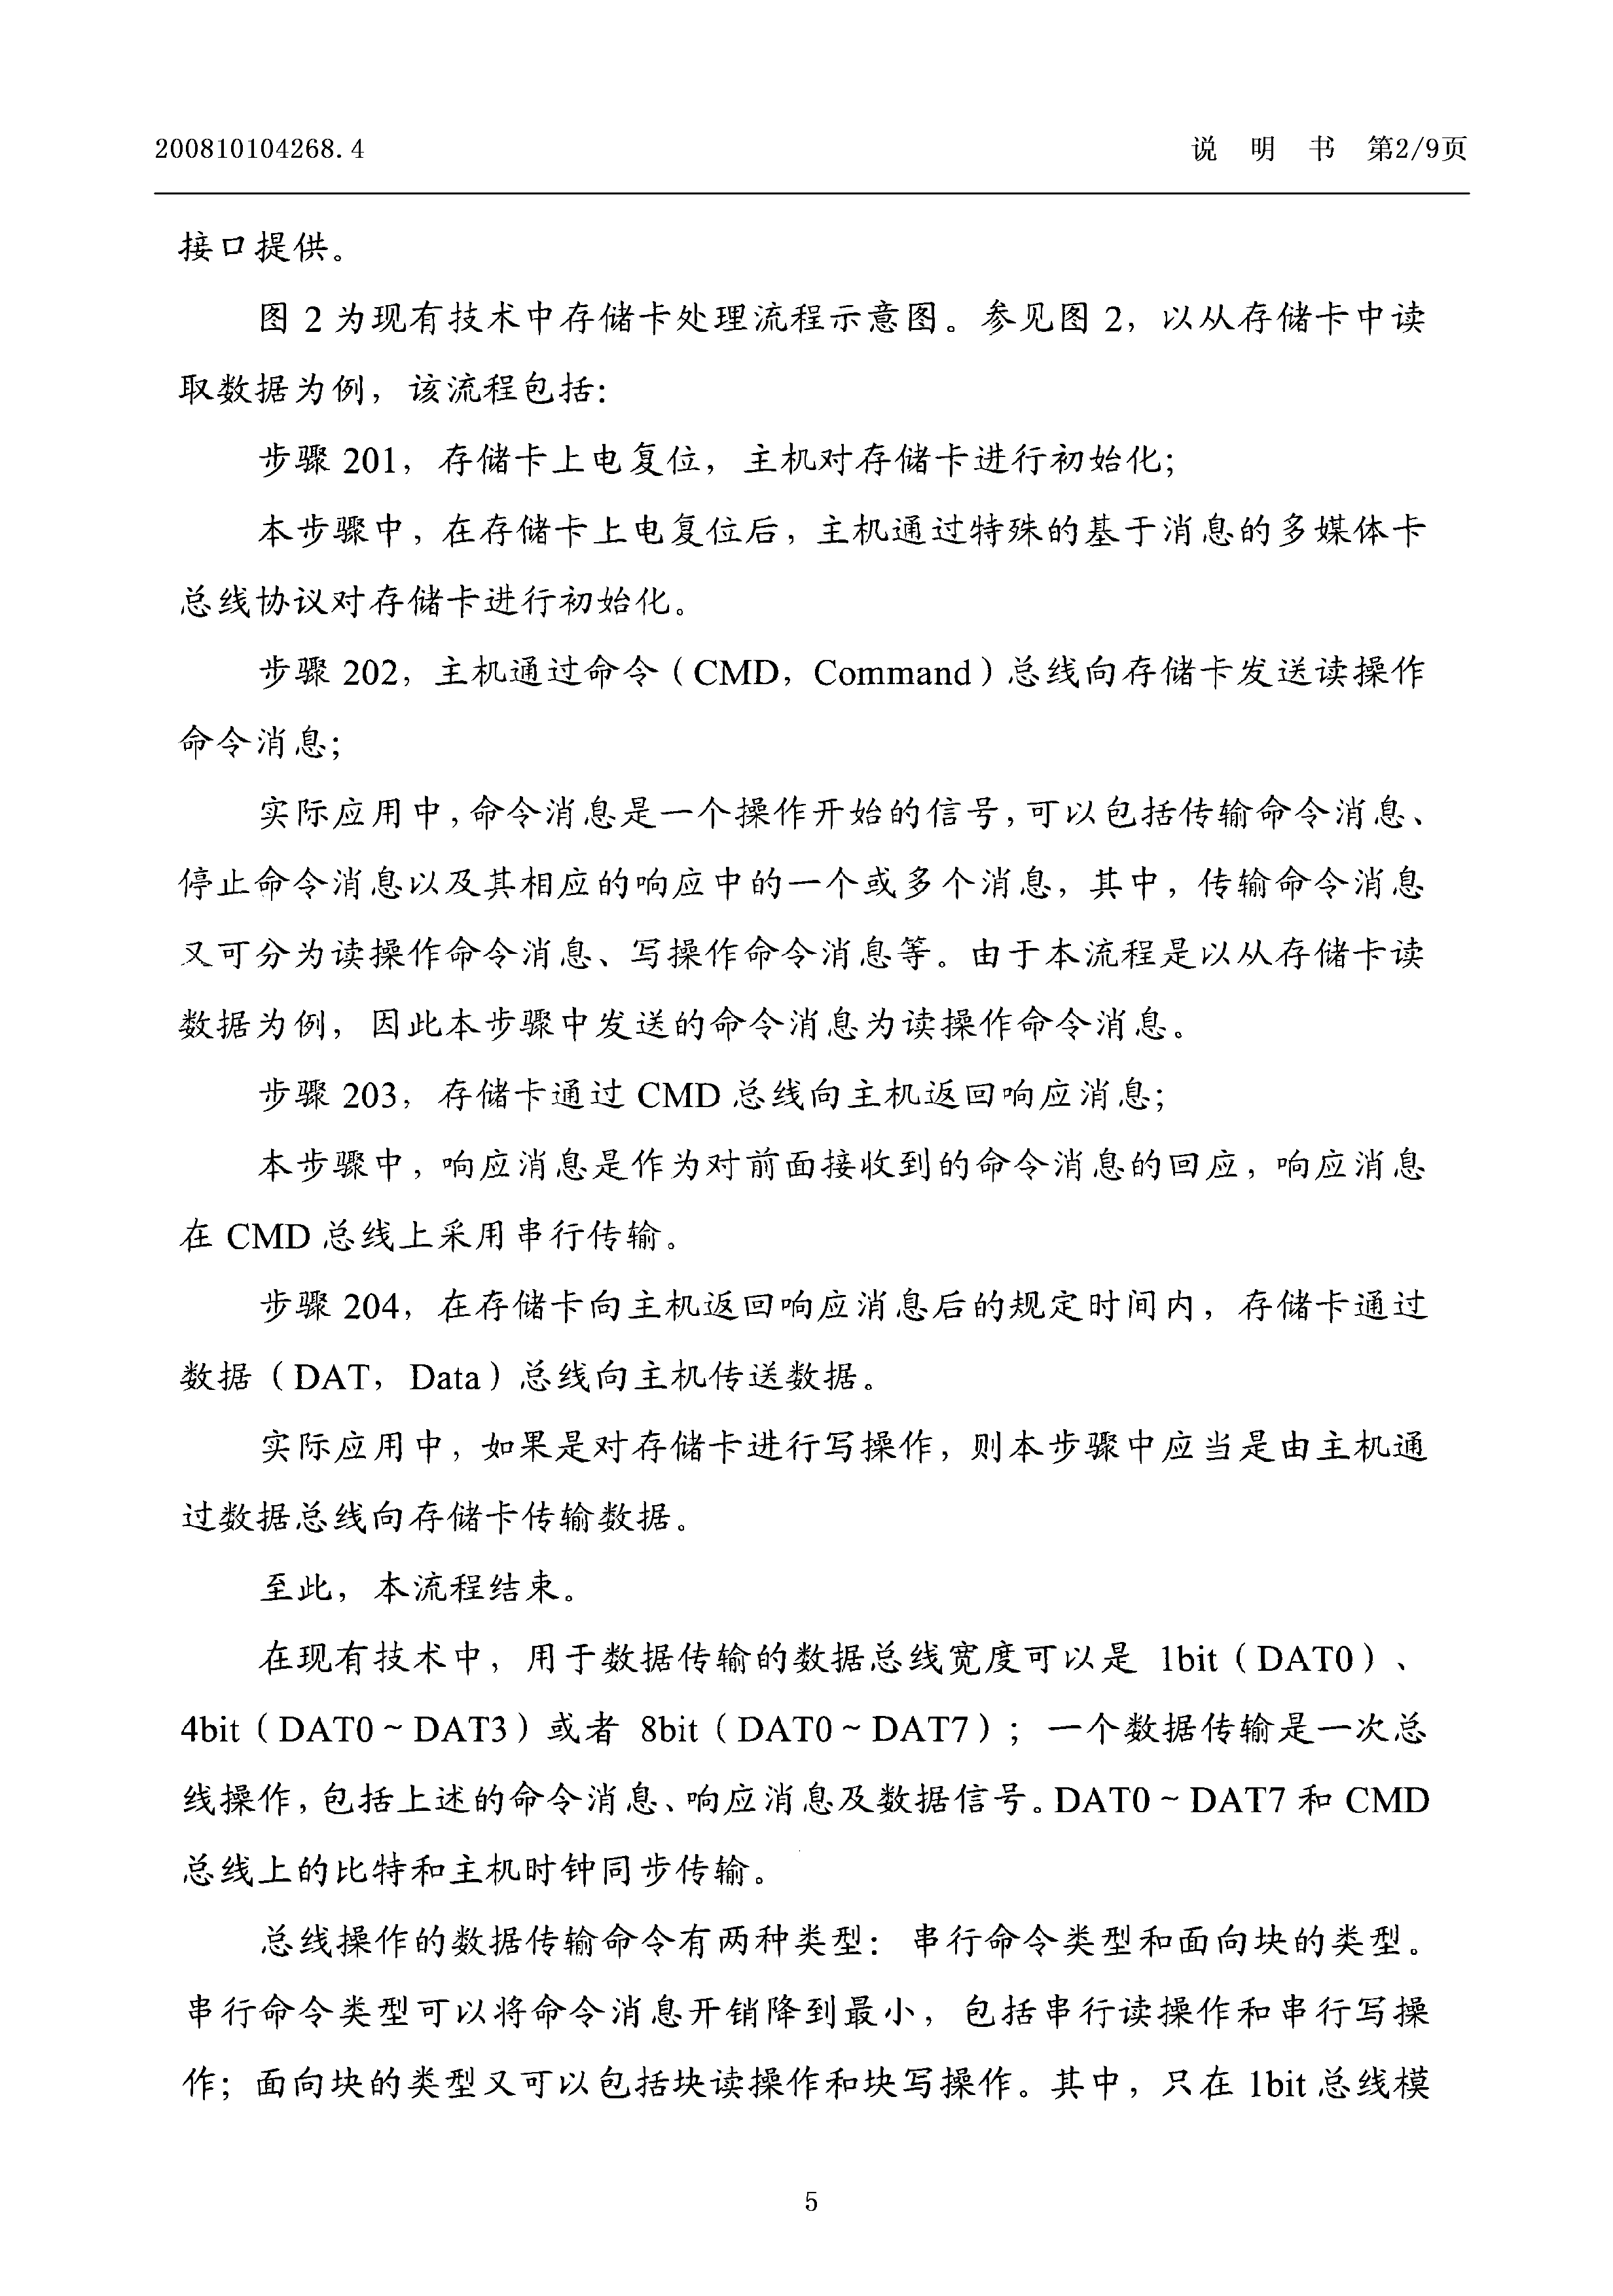 200810104268.4 说 明 书 第2/9页
接口提供。
图 2 为现有技术中存储卡处理流程示意图。参见图 2，以从存储卡中读
取数据为例，该流程包括：
步骤 201，存储卡上电复位，主机对存储卡进行初始化；
本步骤中，在存储卡上电复位后，主机通过特殊的基于消息的多媒体卡
总线协议对存储卡进行初始化。
步骤 202，主机通过命令（CMD，Command）总线向存储卡发送读操作
命令消息；
实际应用中，命令消息是一个操作开始的信号，可以包括传输命令消息、
停止命令消息以及其相应的响应中的一个或多个消息，其中，传输命令消息
又可分为读操作命令消息、写操作命令消息等。由于本流程是以从存储卡读
数据为例，因此本步骤中发送的命令消息为读操作命令消息。
步骤 203，存储卡通过 CMD 总线向主机返回响应消息；
本步骤中，响应消息是作为对前面接收到的命令消息的回应，响应消息
在 CMD 总线上采用串行传输。
步骤 204，在存储卡向主机返回响应消息后的规定时间内，存储卡通过
数据（DAT，Data）总线向主机传送数据。
实际应用中，如果是对存储卡进行写操作，则本步骤中应当是由主机通
过数据总线向存储卡传输数据。
至此，本流程结束。
在现有技术中，用于数据传输的数据总线宽度可以是 1bit（DAT0）、
4bit（DAT0～DAT3）或者 8bit（DAT0～DAT7）；一个数据传输是一次总
线操作，包括上述的命令消息、响应消息及数据信号。DAT0～DAT7 和 CMD
总线上的比特和主机时钟同步传输。
总线操作的数据传输命令有两种类型：串行命令类型和面向块的类型。
串行命令类型可以将命令消息开销降到最小，包括串行读操作和串行写操
作；面向块的类型又可以包括块读操作和块写操作。其中，只在 1bit 总线模
5